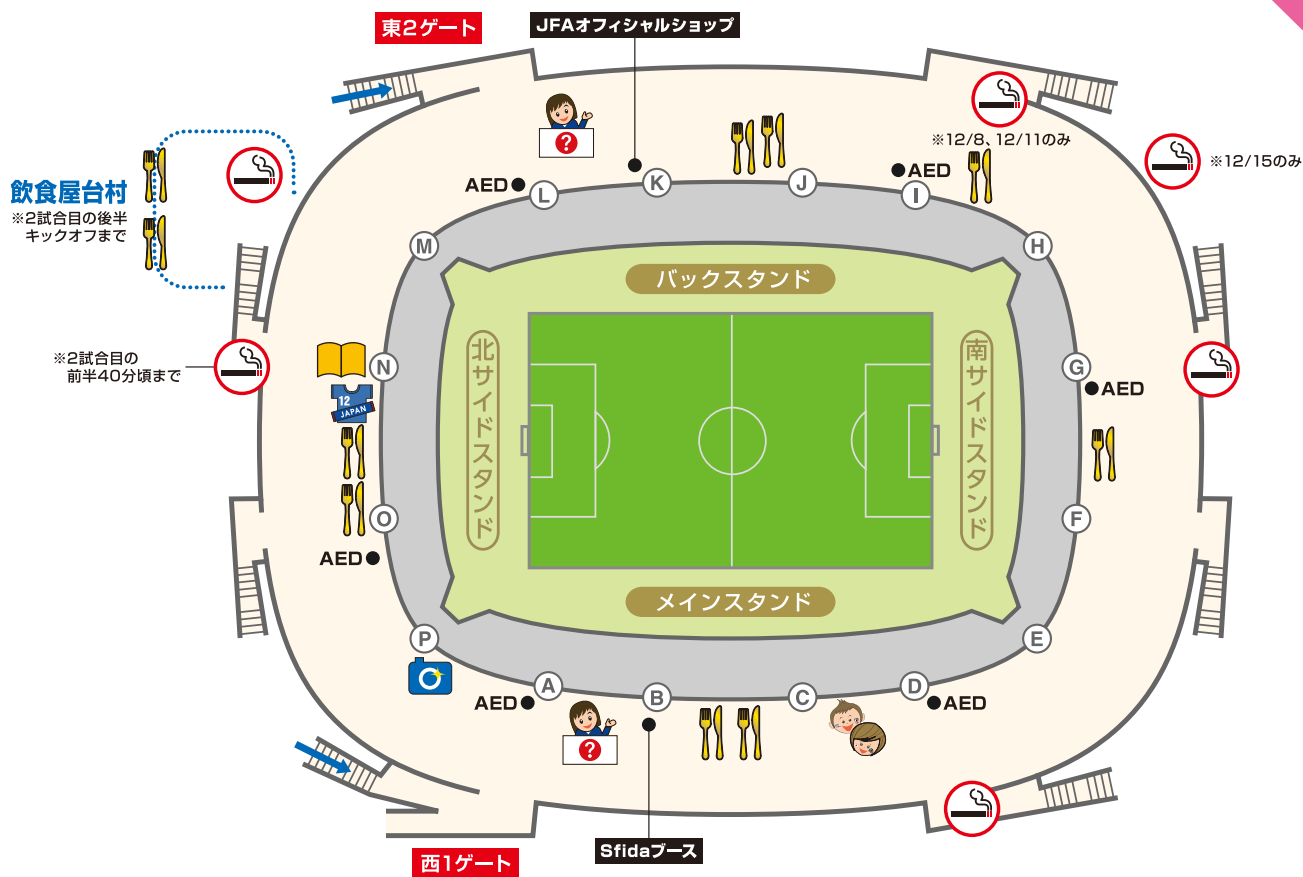 東2ゲート
JFAオフィシャルショップ
※12/8、12/11のみ
※12/15のみ
飲食屋台村
※2試合目の後半
キックオフまで
?
AED
L
K
J
AED
I
M
H
バックスタンド
※2試合目の
前半40分頃まで
N
12
JAPAN
北サイドスタンド
南サイドスタンド
G
AED
O
F
AED
メインスタンド
P
E
AED
A
B
C
D
AED
?
Sfidaブース
西1ゲート